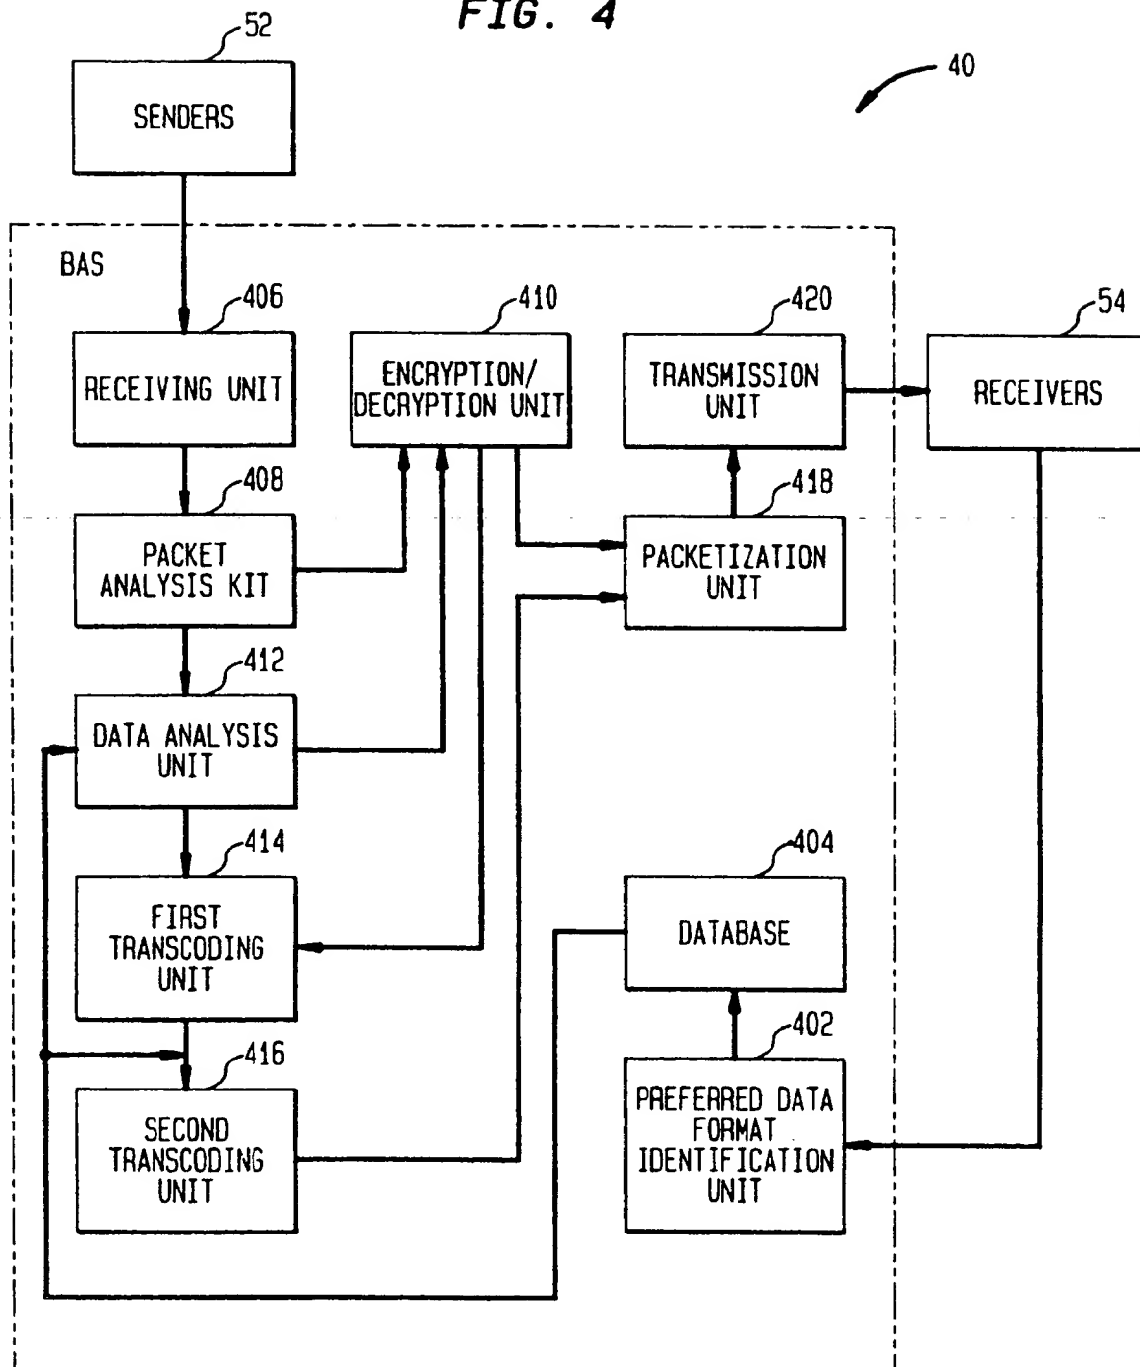 FIG. 4
52
40
SENDERS
BAS
406
410
420
54
RECEIVING UNIT
ENCRYPTION/
DECRYPTION UNIT
TRANSMISSION
UNIT
RECEIVERS
408
418
PACKET
ANALYSIS KIT
PACKETIZATION
UNIT
412
DATA ANALYSIS
UNIT
414
404
FIRST
TRANSCODING
UNIT
DATABASE
416
402
SECOND
TRANSCODING
UNIT
PREFERRED DATA
FORMAT
IDENTIFICATION
UNIT